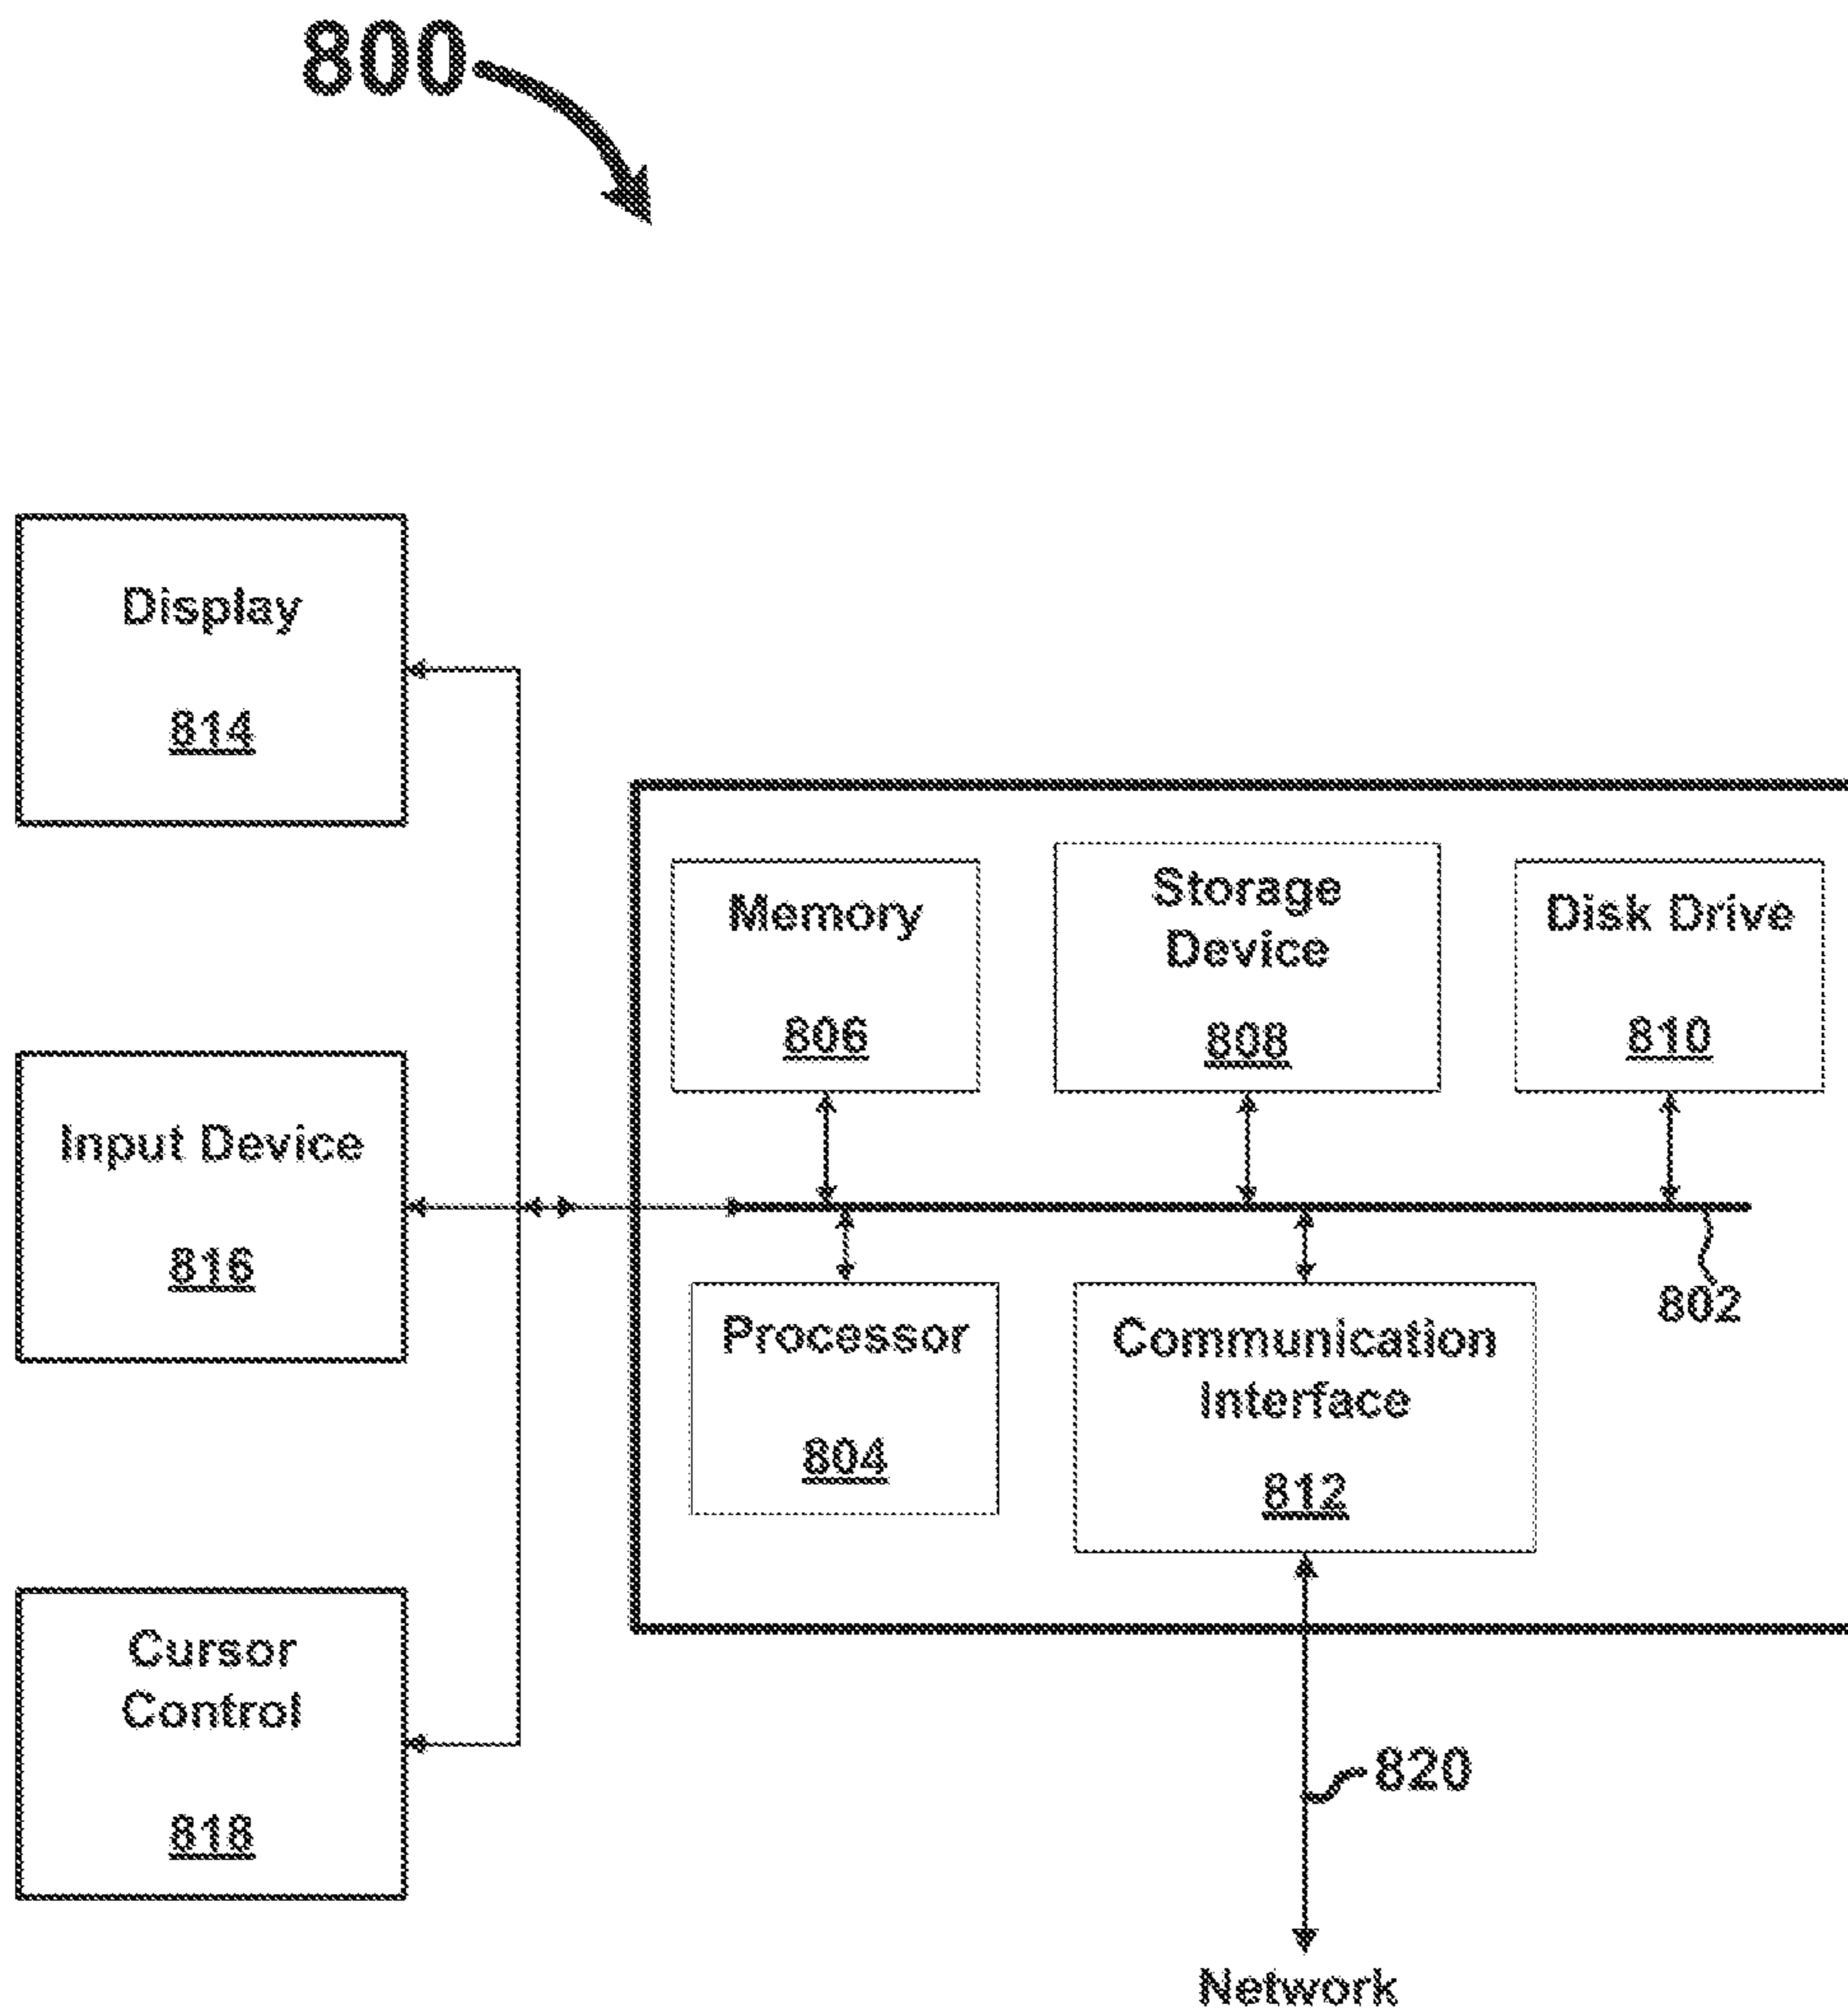 800
Display
814
Memory
806
Storage
Device
808
Disk Drive
810
Input Device
816
802
Processor
804
Communication
Interface
812
Cursor
Control
818
820
Network